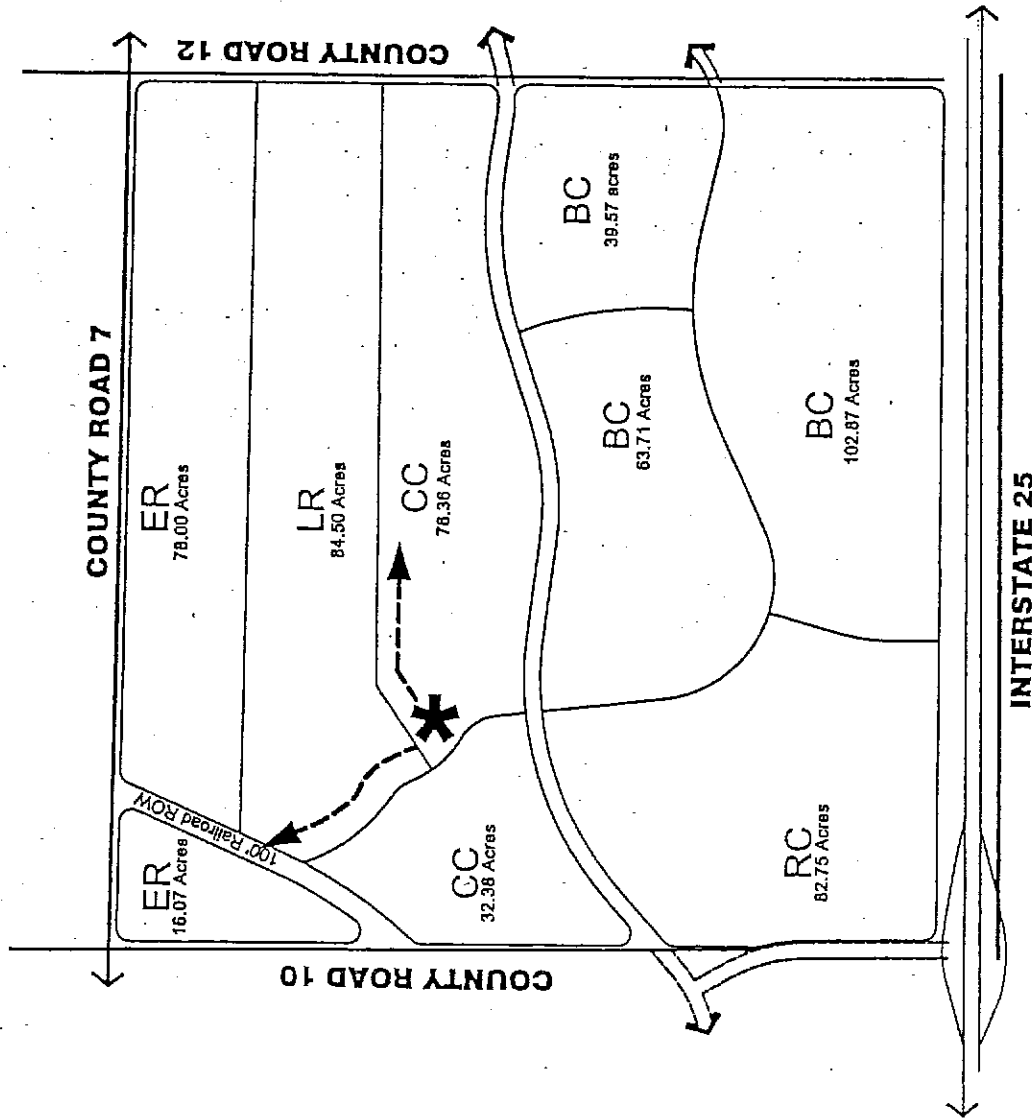 COUNTY ROAD 7
COUNTY ROAD 12
COUNTY ROAD 10
INTERSTATE 25
ER
78.00 Acres
LR
84.50 Acres
CC
76.36 Acres
ER
16.07 Acres
100' Railroad ROW
CC
32.38 Acres
BC
39.57 acres
BC
63.71 Acres
BC
102.87 Acres
RC
82.75 Acres